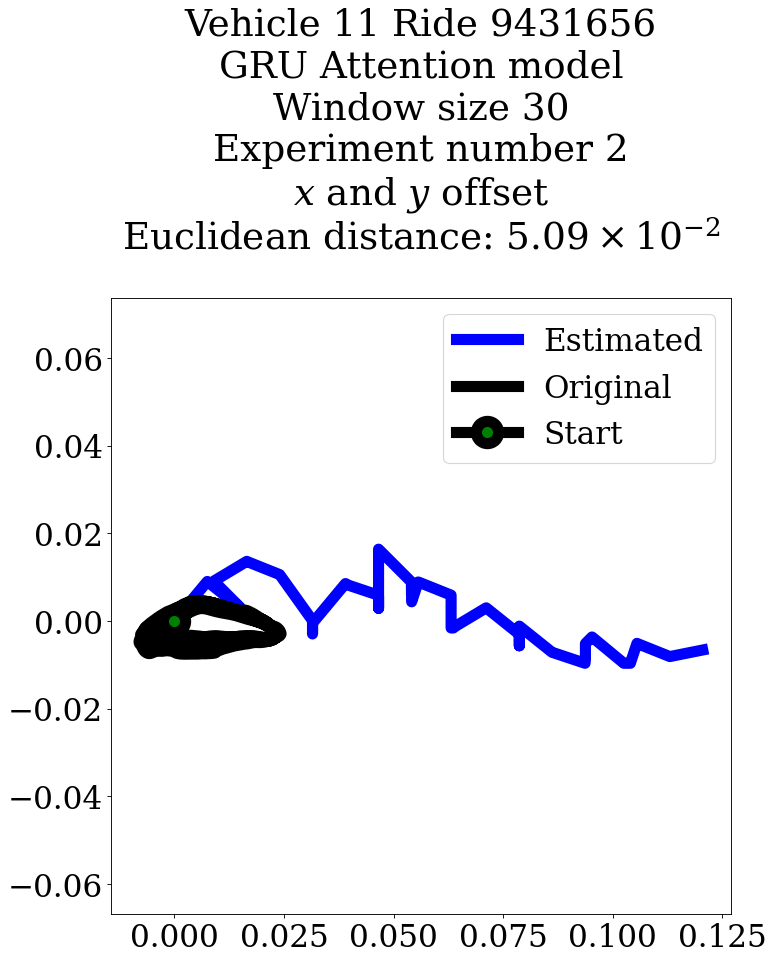 Vehicle 11 Ride 9431656
GRU Attention model
Window size 30
Experiment number 2
x and y offset
Euclidean distance: 5.09 × 10⁻²
Estimated
Original
Start
0.06
0.04
0.02
0.00
−0.02
−0.04
−0.06
0.000 0.025 0.050 0.075 0.100 0.125